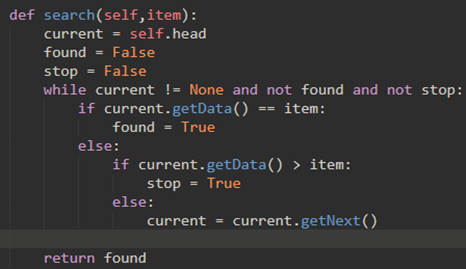 def search(self,item):
    current = self.head
    found = False
    stop = False
    while current != None and not found and not stop:
        if current.getData() == item:
            found = True
        else:
            if current.getData() > item:
                stop = True
            else:
                current = current.getNext()
    return found